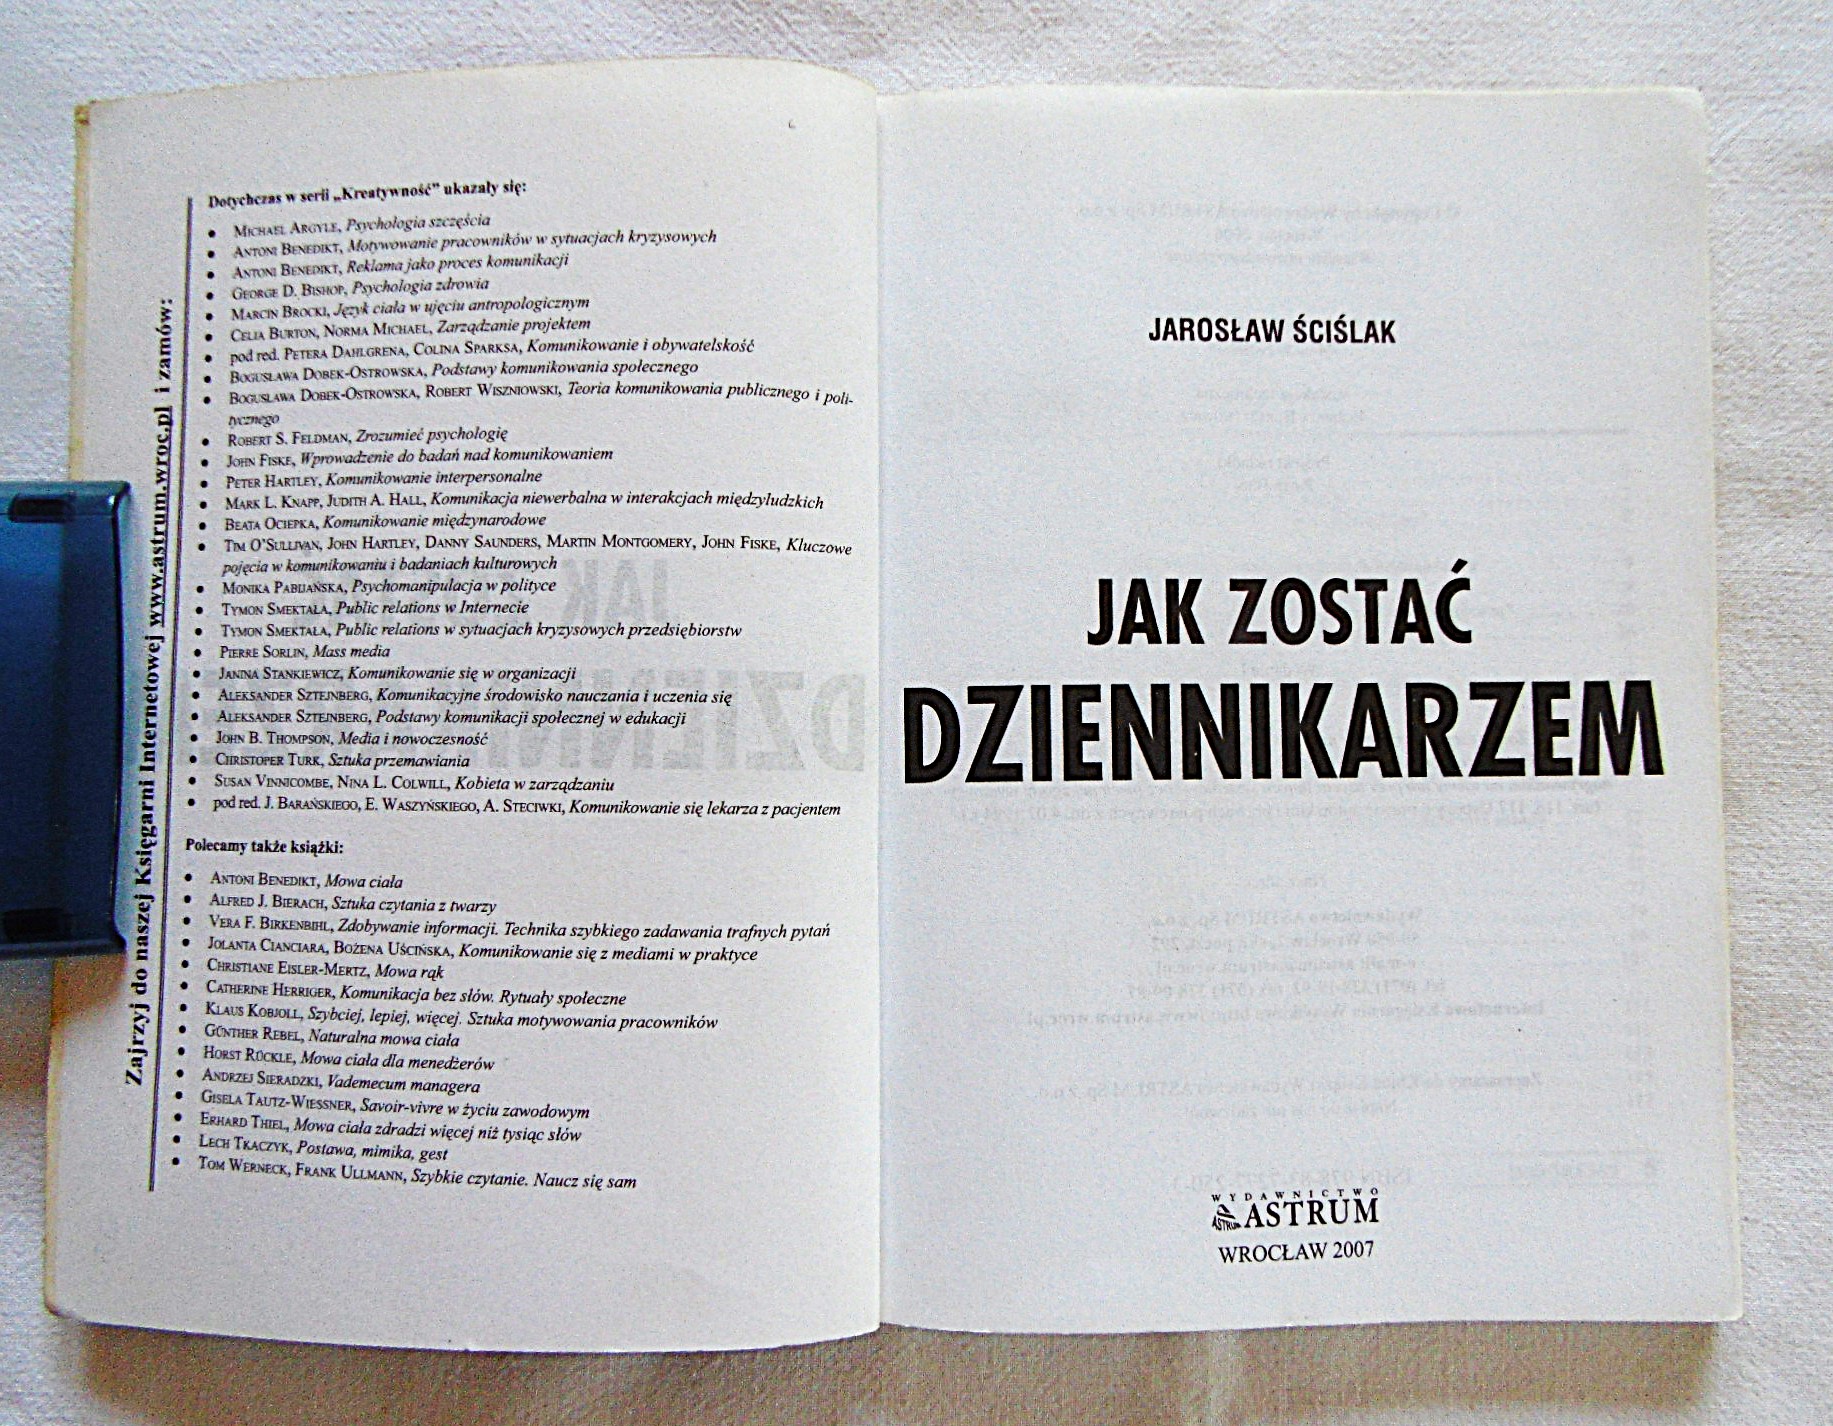 Zajrzyj do naszej Księgarni Internetowej www.astrum.wroc.pl i zamów:
Dotychczas w serii „Kreatywność” ukazały się:
• MICHAEL ARGYLE, Psychologia szczęścia
• ANTONI BENEDIKT, Motywowanie pracowników w sytuacjach kryzysowych
• ANTONI BENEDIKT, Reklama jako proces komunikacji
• GEORGE D. BISHOP, Psychologia zdrowia
• MARCIN BROCKI, Język ciała w ujęciu antropologicznym
• CELIA BURTON, NORMA MICHAEL, Zarządzanie projektem
• pod red. PETERA DAHLGRENA, COLINA SPARKSA, Komunikowanie i obywatelskość
• BOGUSŁAWA DOBEK-OSTROWSKA, Podstawy komunikowania społecznego
• BOGUSŁAWA DOBEK-OSTROWSKA, ROBERT WISZNIOWSKI, Teoria komunikowania publicznego i poli-
tycznego
• ROBERT S. FELDMAN, Zrozumieć psychologię
• JOHN FISKE, Wprowadzenie do badań nad komunikowaniem
• PETER HARTLEY, Komunikowanie interpersonalne
• MARK L. KNAPP, JUDITH A. HALL, Komunikacja niewerbalna w interakcjach międzyludzkich
• BEATA OCIEPKA, Komunikowanie międzynarodowe
• TIM O'SULLIVAN, JOHN HARTLEY, DANNY SAUNDERS, MARTIN MONTGOMERY, JOHN FISKE, Kluczowe
pojęcia w komunikowaniu i badaniach kulturowych
• MONIKA PABIJAŃSKA, Psychomanipulacja w polityce
• TYMON SMEKTAŁA, Public relations w Internecie
• TYMON SMEKTAŁA, Public relations w sytuacjach kryzysowych przedsiębiorstw
• PIERRE SORLIN, Mass media
• JANINA STANKIEWICZ, Komunikowanie się w organizacji
• ALEKSANDER SZTEJNBERG, Komunikacyjne środowisko nauczania i uczenia się
• ALEKSANDER SZTEJNBERG, Podstawy komunikacji społecznej w edukacji
• JOHN B. THOMPSON, Media i nowoczesność
• CHRISTOPER TURK, Sztuka przemawiania
• SUSAN VINNICOMBE, NINA L. COLWILL, Kobieta w zarządzaniu
• pod red. J. BARAŃSKIEGO, E. WASZYŃSKIEGO, A. STECIWKI, Komunikowanie się lekarza z pacjentem
Polecamy także książki:
• ANTONI BENEDIKT, Mowa ciała
• ALFRED J. BIERACH, Sztuka czytania z twarzy
• VERA F. BIRKENBIHL, Zdobywanie informacji. Technika szybkiego zadawania trafnych pytań
• JOLANTA CIANCIARA, BOŻENA UŚCIŃSKA, Komunikowanie się z mediami w praktyce
• CHRISTIANE EISLER-MERTZ, Mowa rąk
• CATHERINE HERRIGER, Komunikacja bez słów. Rytuały społeczne
• KLAUS KOBJOLL, Szybciej, lepiej, więcej. Sztuka motywowania pracowników
• GÜNTHER REBEL, Naturalna mowa ciała
• HORST RÜCKLE, Mowa ciała dla menedżerów
• ANDRZEJ SIERADZKI, Vademecum managera
• GISELA TAUTZ-WIESSNER, Savoir-vivre w życiu zawodowym
• ERHARD THIEL, Mowa ciała zdradzi więcej niż tysiąc słów
• LECH TKACZYK, Postawa, mimika, gest
• TOM WERNECK, FRANK ULLMANN, Szybkie czytanie. Naucz się sam
JAROSŁAW ŚCIŚLAK
JAK ZOSTAĆ
DZIENNIKARZEM
WYDAWNICTWO
ASTRUM ASTRUM
WROCŁAW 2007